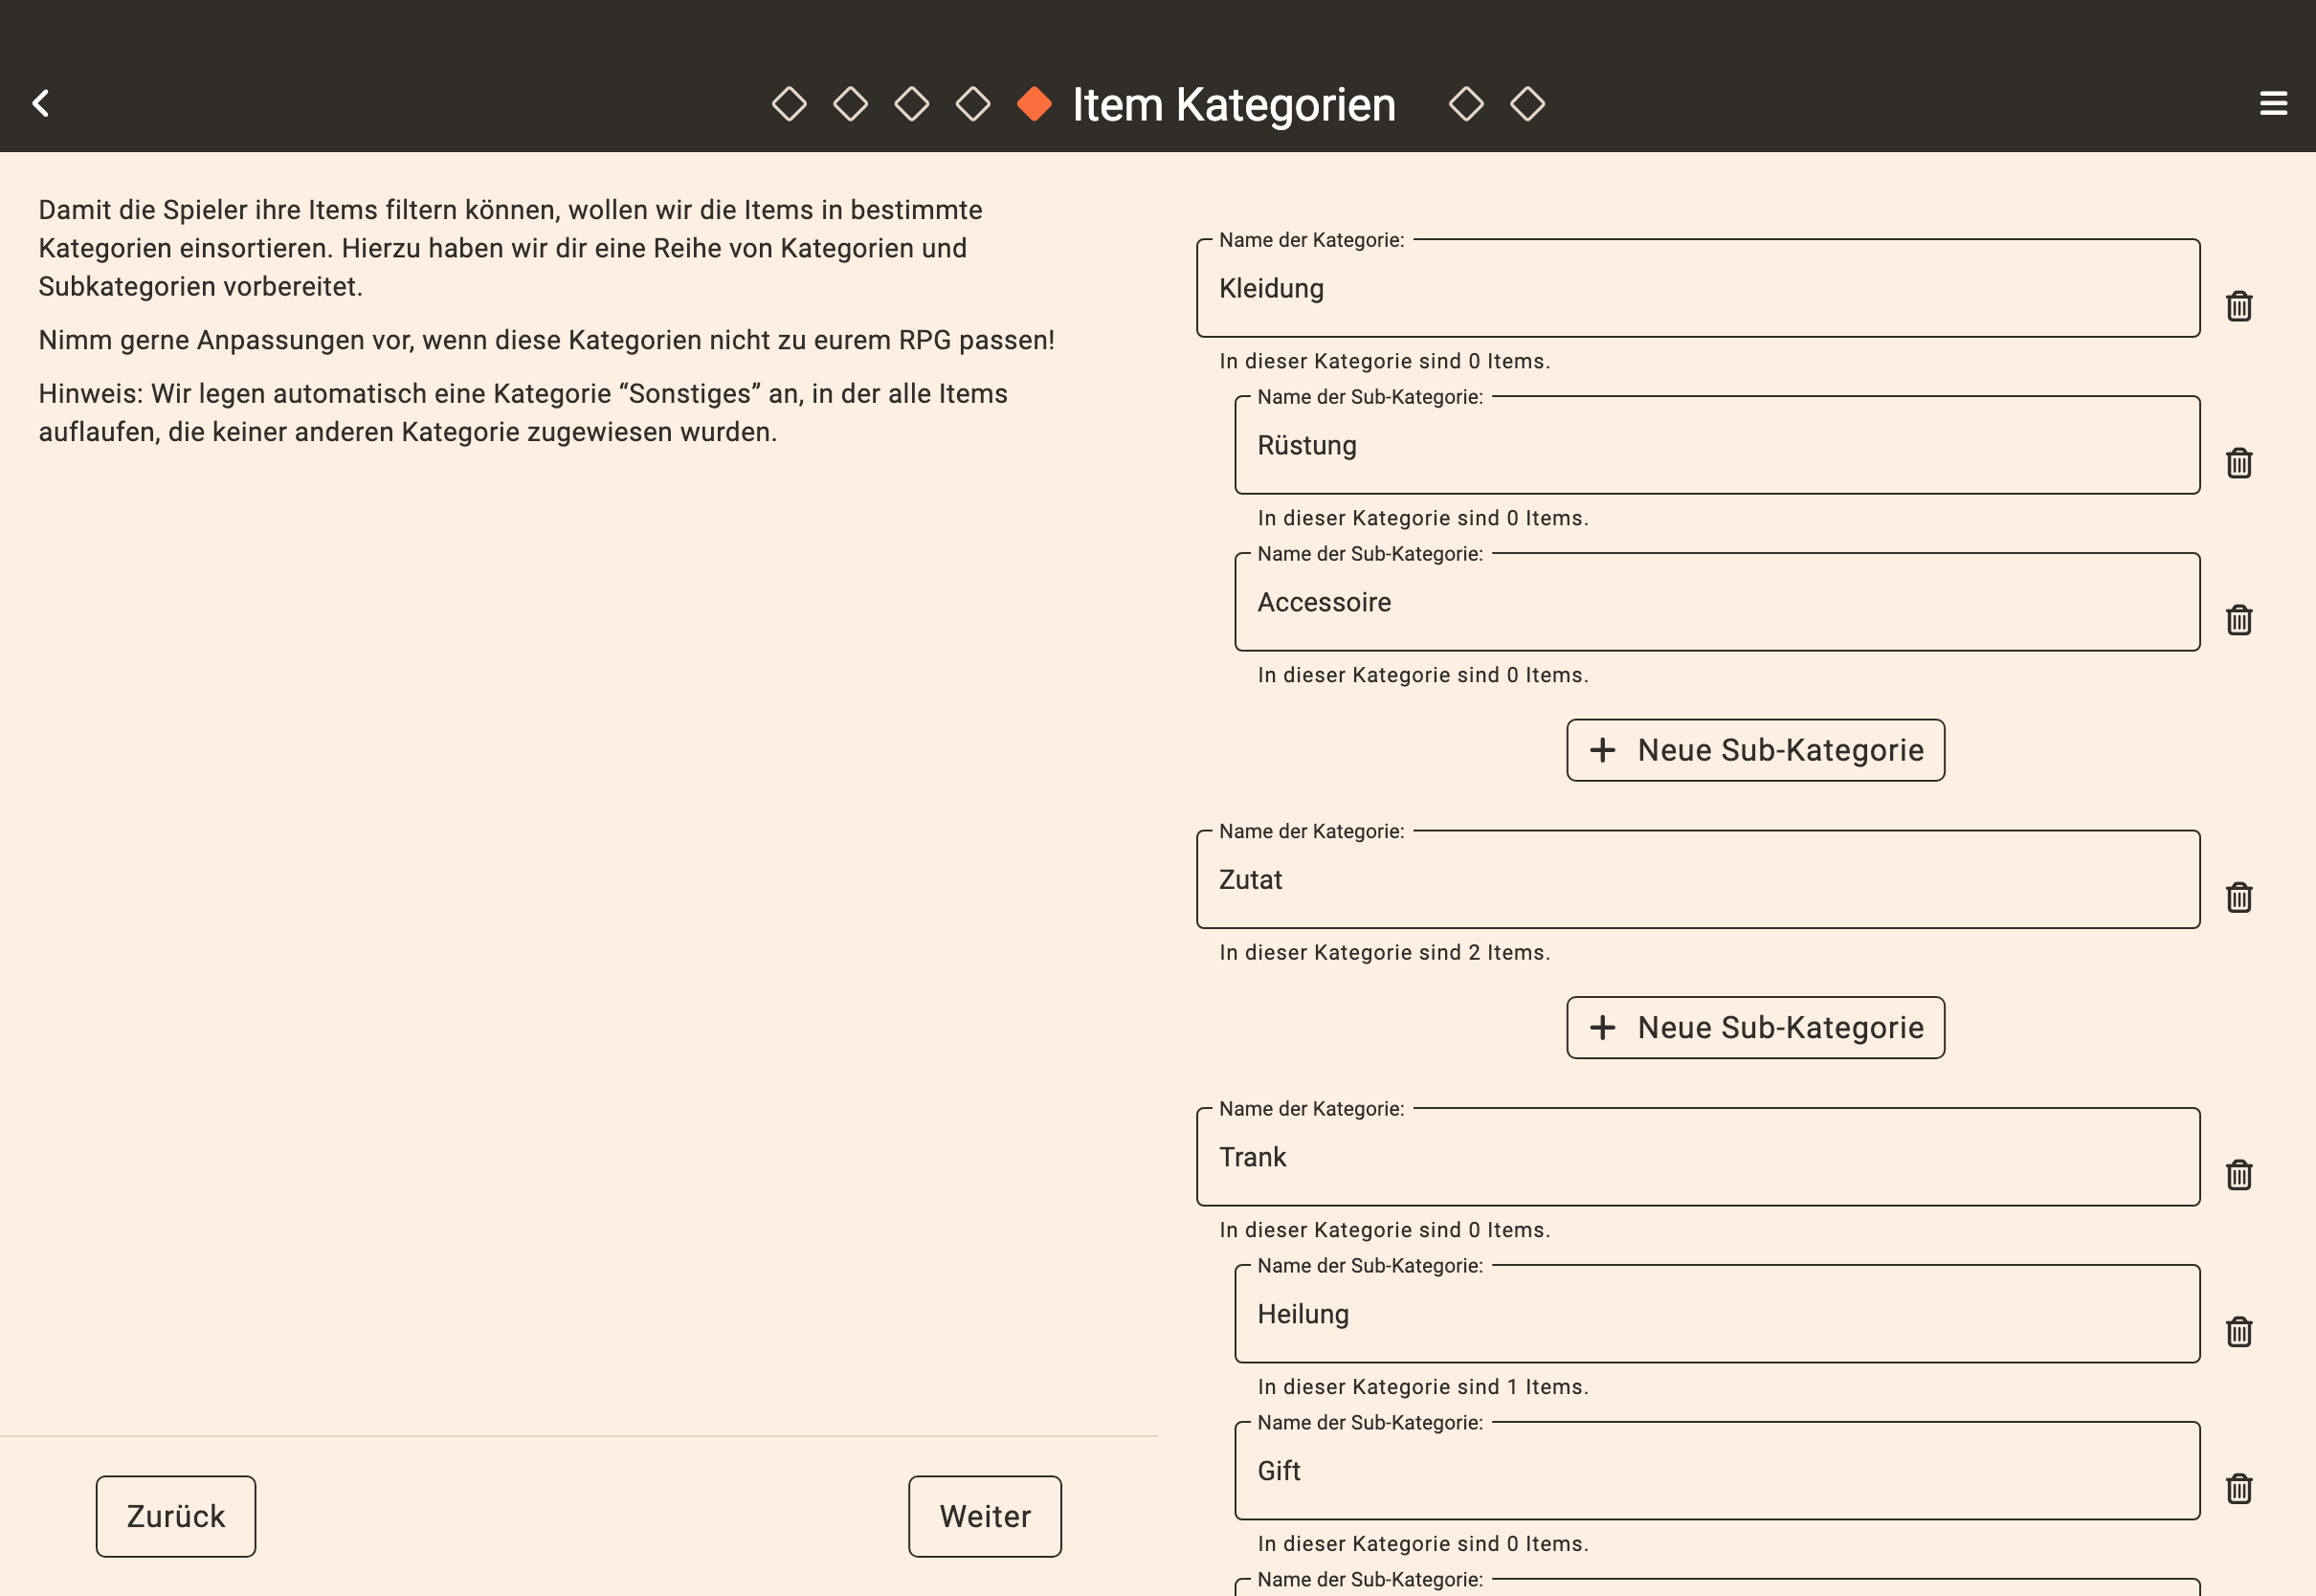 Item Kategorien
Damit die Spieler ihre Items filtern können, wollen wir die Items in bestimmte
Kategorien einsortieren. Hierzu haben wir dir eine Reihe von Kategorien und
Subkategorien vorbereitet.
Nimm gerne Anpassungen vor, wenn diese Kategorien nicht zu eurem RPG passen!
Hinweis: Wir legen automatisch eine Kategorie “Sonstiges” an, in der alle Items
auflaufen, die keiner anderen Kategorie zugewiesen wurden.
Zurück
Weiter
Name der Kategorie:
Kleidung
In dieser Kategorie sind 0 Items.
Name der Sub-Kategorie:
Rüstung
In dieser Kategorie sind 0 Items.
Name der Sub-Kategorie:
Accessoire
In dieser Kategorie sind 0 Items.
Neue Sub-Kategorie
Name der Kategorie:
Zutat
In dieser Kategorie sind 2 Items.
Neue Sub-Kategorie
Name der Kategorie:
Trank
In dieser Kategorie sind 0 Items.
Name der Sub-Kategorie:
Heilung
In dieser Kategorie sind 1 Items.
Name der Sub-Kategorie:
Gift
In dieser Kategorie sind 0 Items.
Name der Sub-Kategorie: